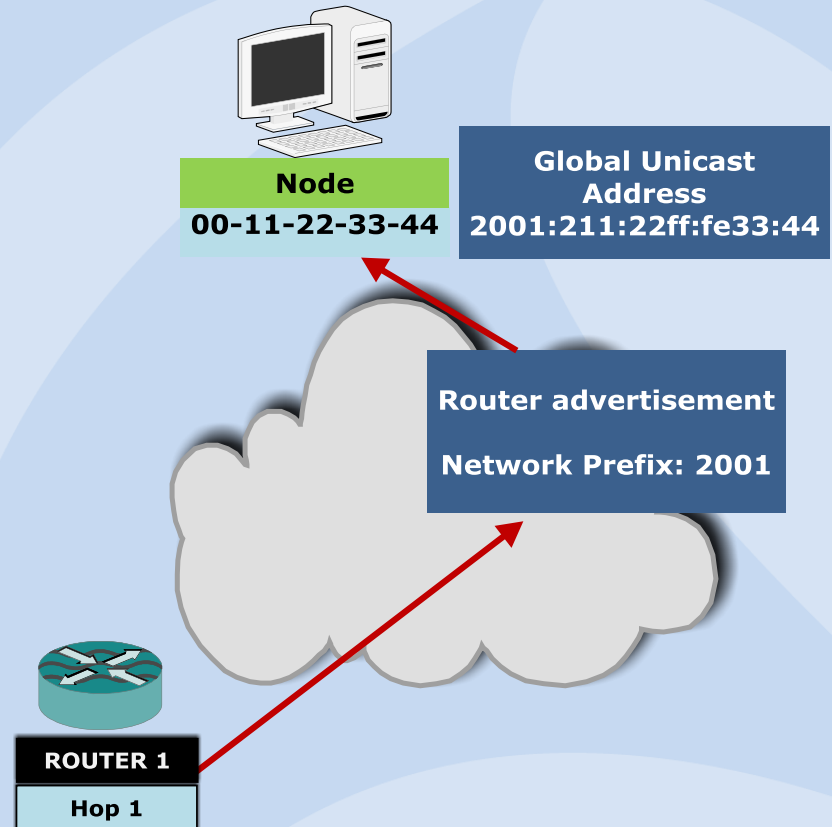 Node
00-11-22-33-44
Global Unicast
Address
2001:211:22ff:fe33:44
Router advertisement
Network Prefix: 2001
ROUTER 1
Hop 1